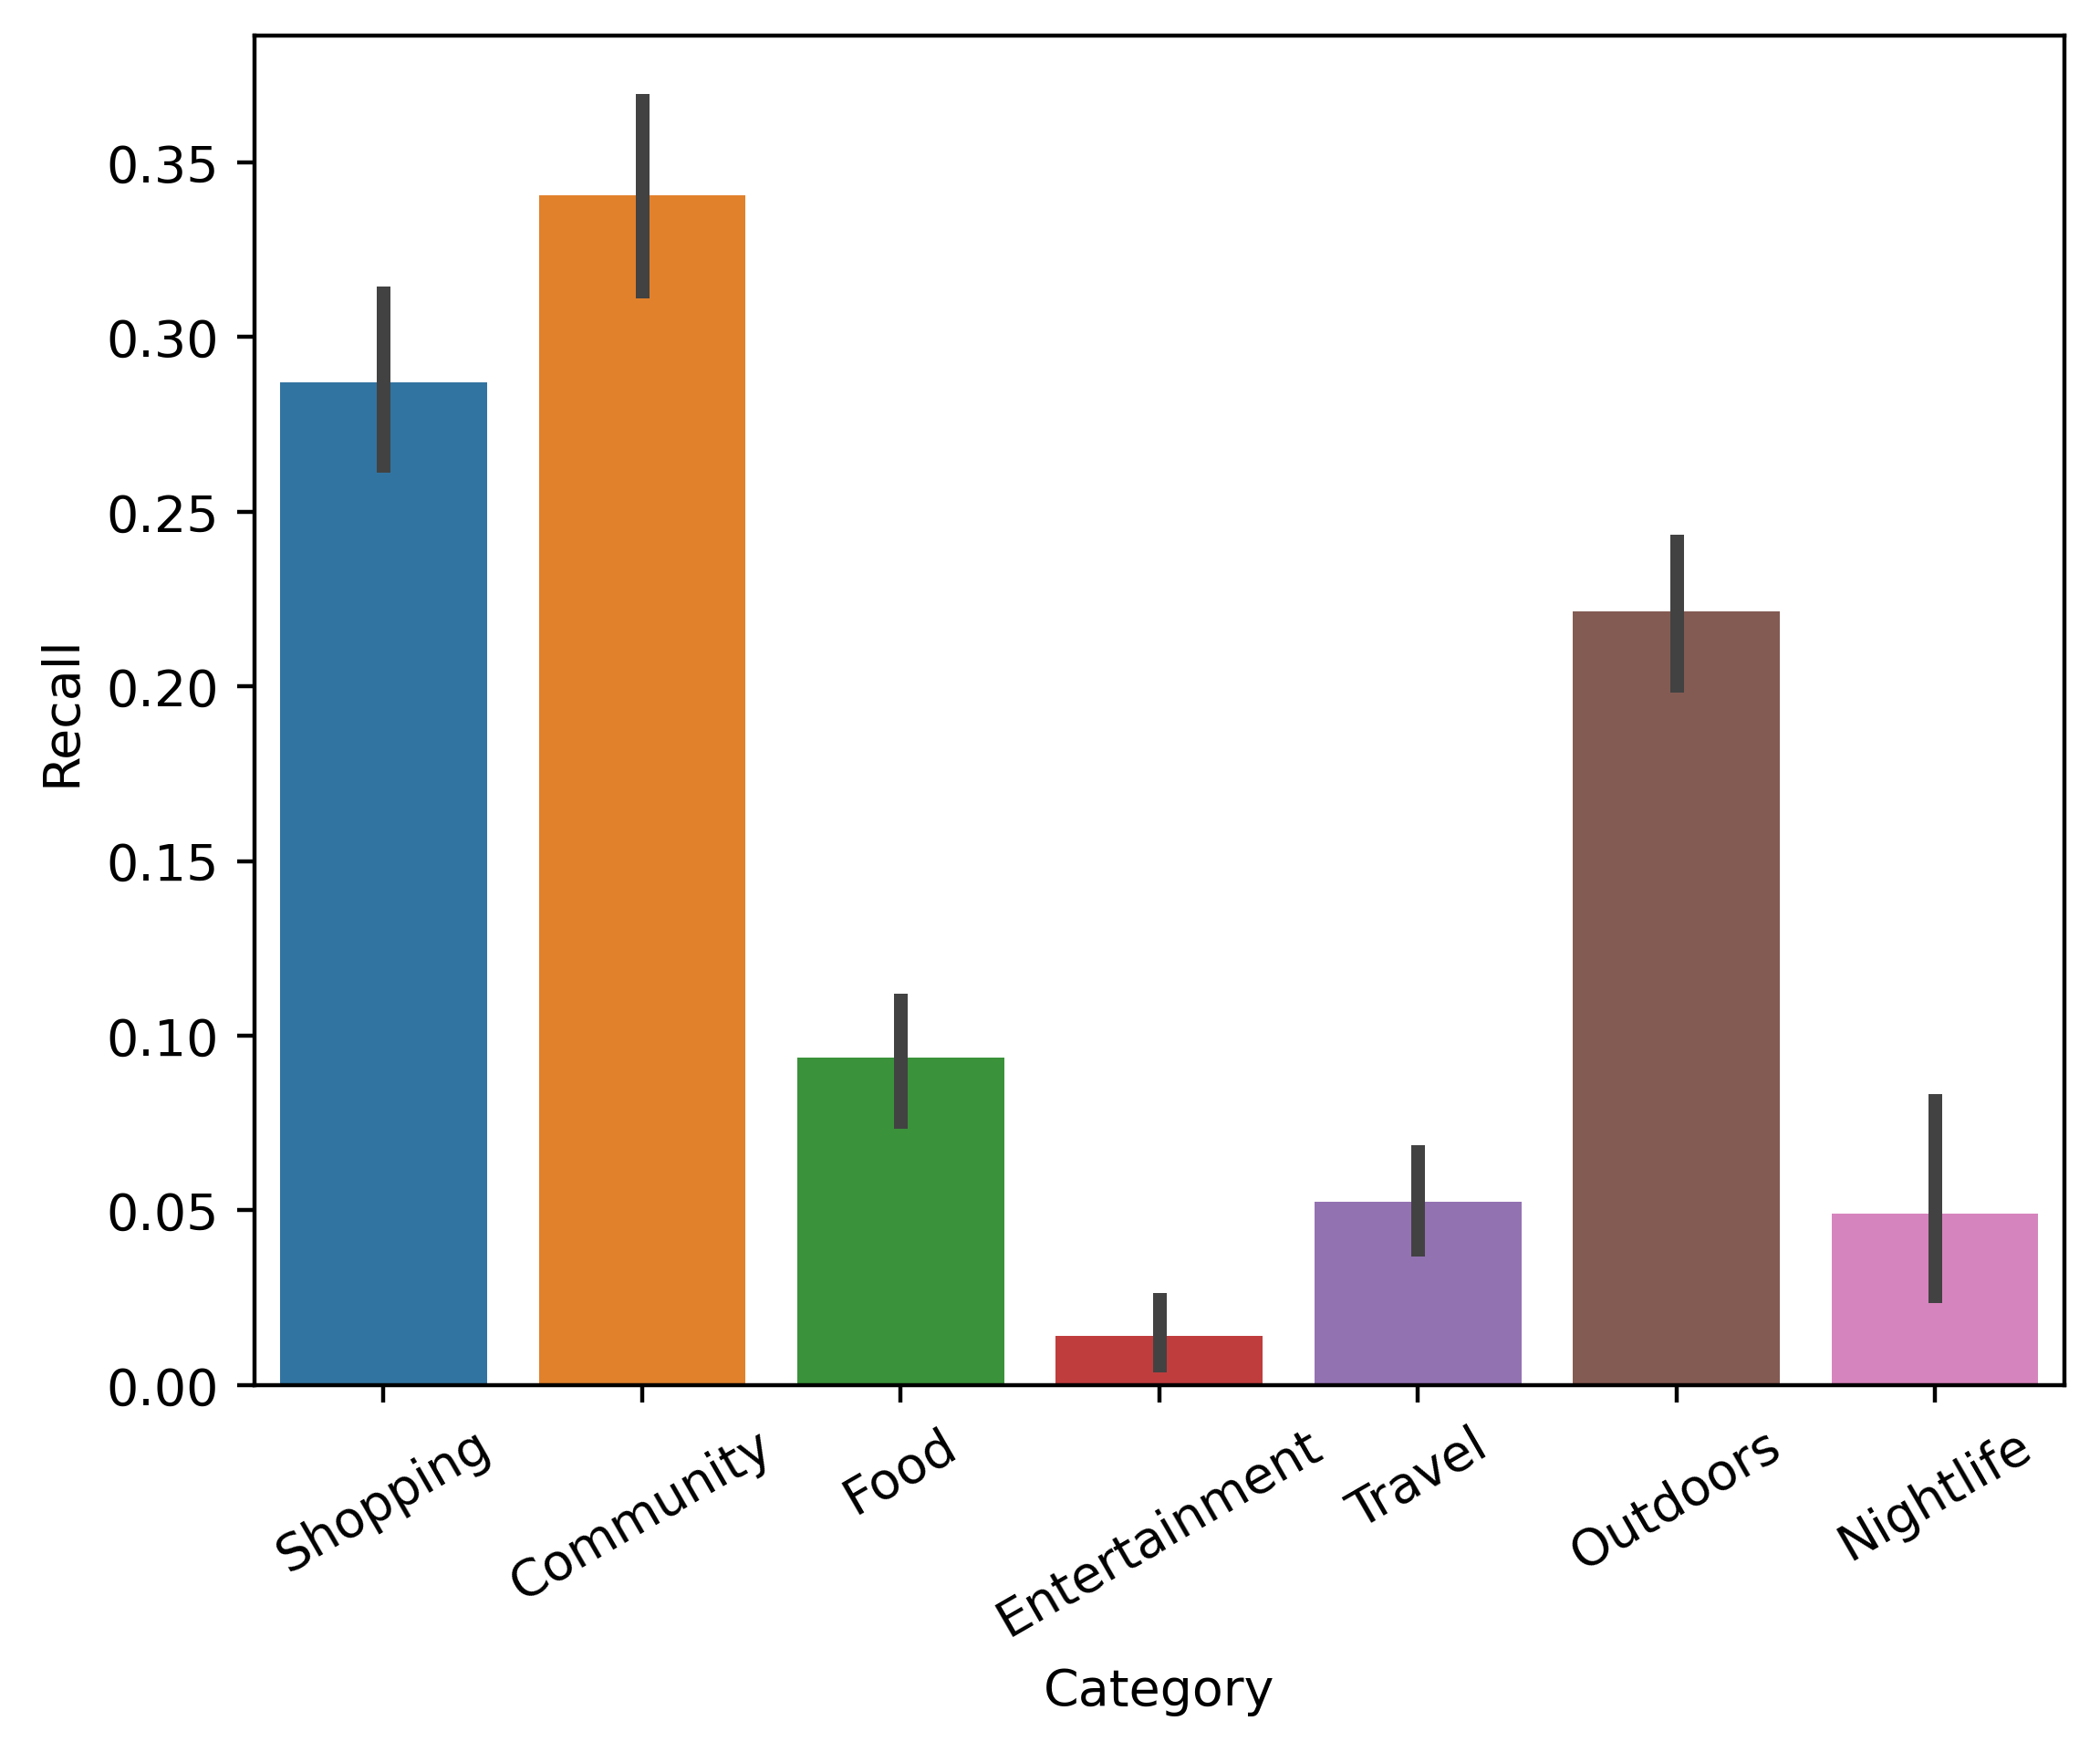 Recall
0.35
0.30
0.25
0.20
0.15
0.10
0.05
0.00
Shopping
Community
Food
Entertainment
Travel
Outdoors
Nightlife
Category